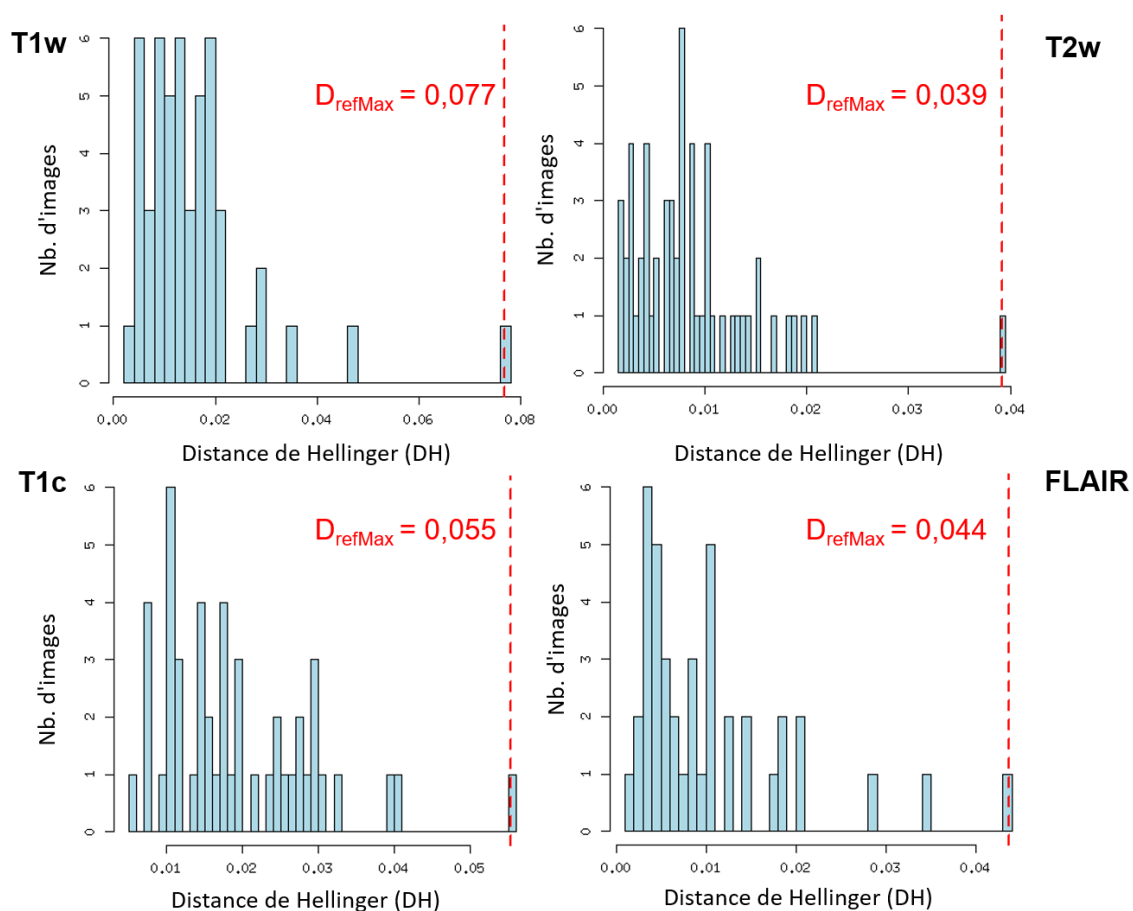 T1w
D_refMax = 0,077
Nb. d'images
0 1 2 3 4 5 6
0.00 0.02 0.04 0.06 0.08
Distance de Hellinger (DH)
T2w
D_refMax = 0,039
Nb. d'images
0 1 2 3 4 5 6
0.00 0.01 0.02 0.03 0.04
Distance de Hellinger (DH)
T1c
D_refMax = 0,055
Nb. d'images
0 1 2 3 4 5 6
0.01 0.02 0.03 0.04 0.05
Distance de Hellinger (DH)
FLAIR
D_refMax = 0,044
Nb. d'images
0 1 2 3 4 5 6
0.00 0.01 0.02 0.03 0.04
Distance de Hellinger (DH)